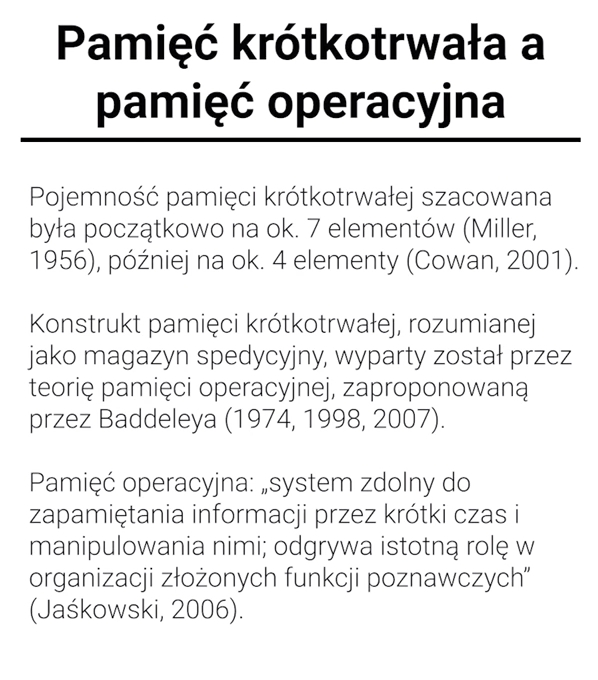 Pamięć krótkotrwała a
pamięć operacyjna
Pojemność pamięci krótkotrwałej szacowana
była początkowo na ok. 7 elementów (Miller,
1956), później na ok. 4 elementy (Cowan, 2001).
Konstrukt pamięci krótkotrwałej, rozumianej
jako magazyn spedycyjny, wyparty został przez
teorię pamięci operacyjnej, zaproponowaną
przez Baddeleya (1974, 1998, 2007).
Pamięć operacyjna: „system zdolny do
zapamiętania informacji przez krótki czas i
manipulowania nimi; odgrywa istotną rolę w
organizacji złożonych funkcji poznawczych”
(Jaśkowski, 2006).